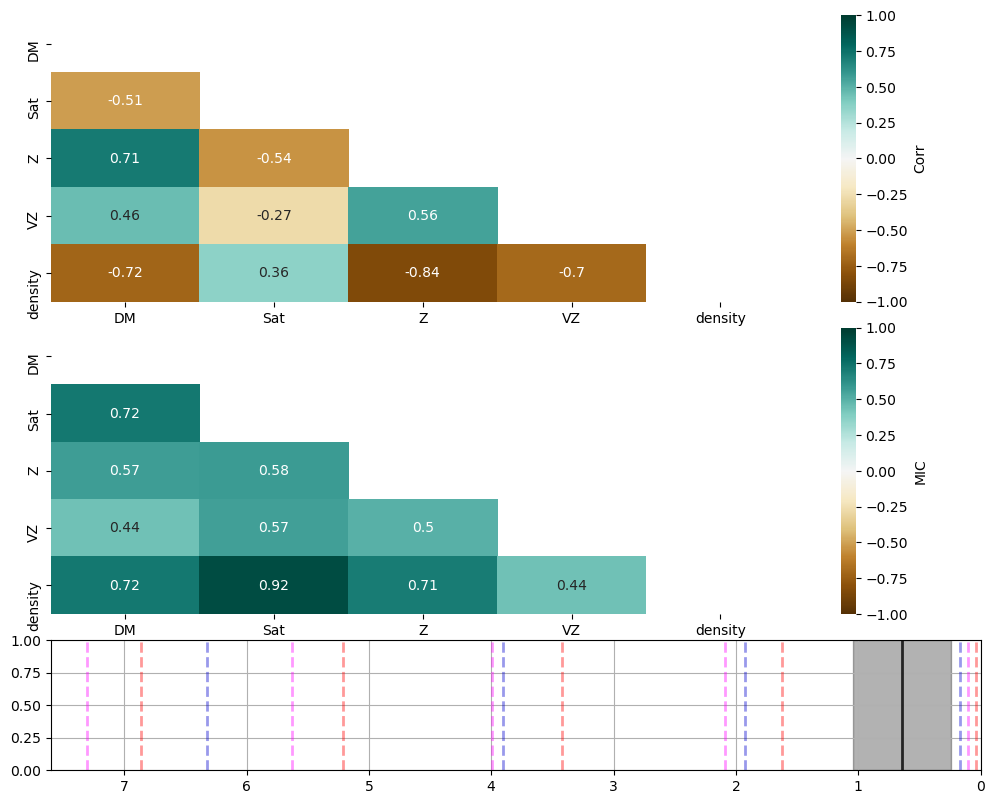 DM
Sat
Z
VZ
density
-0.51
0.71 -0.54
0.46 -0.27 0.56
-0.72 0.36 -0.84 -0.7
DM Sat Z VZ density
1.00
0.75
0.50
0.25
0.00
−0.25
−0.50
−0.75
−1.00
Corr
DM
Sat
Z
VZ
density
0.72
0.57 0.58
0.44 0.57 0.5
0.72 0.92 0.71 0.44
DM Sat Z VZ density
1.00
0.75
0.50
0.25
0.00
−0.25
−0.50
−0.75
−1.00
MIC
1.00
0.75
0.50
0.25
0.00
7 6 5 4 3 2 1 0